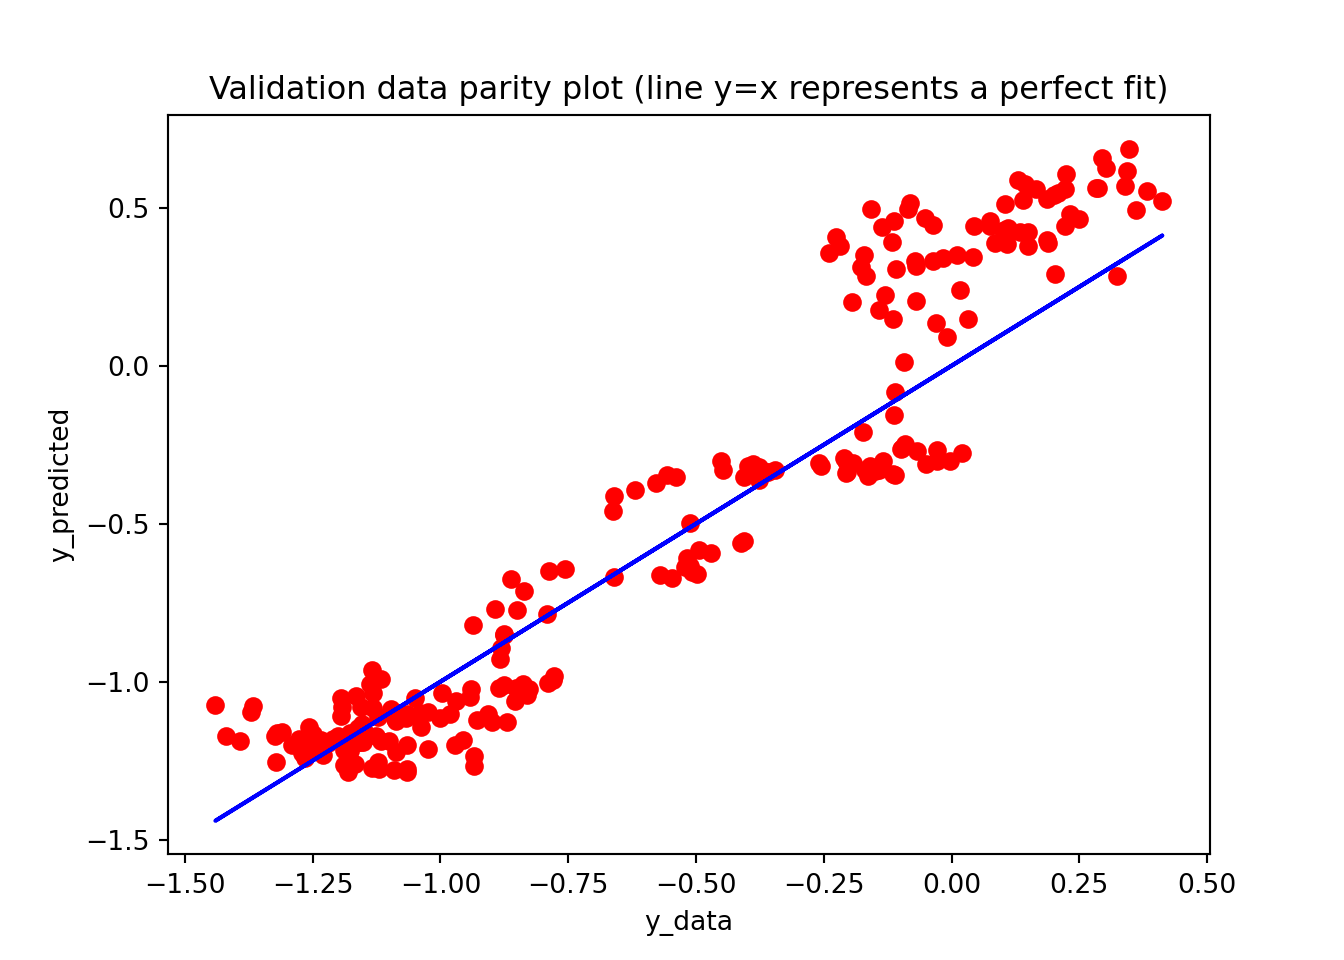 Validation data parity plot (line y=x represents a perfect fit)
y_predicted
0.5
0.0
−0.5
−1.0
−1.5
−1.50 −1.25 −1.00 −0.75 −0.50 −0.25 0.00 0.25 0.50
y_data